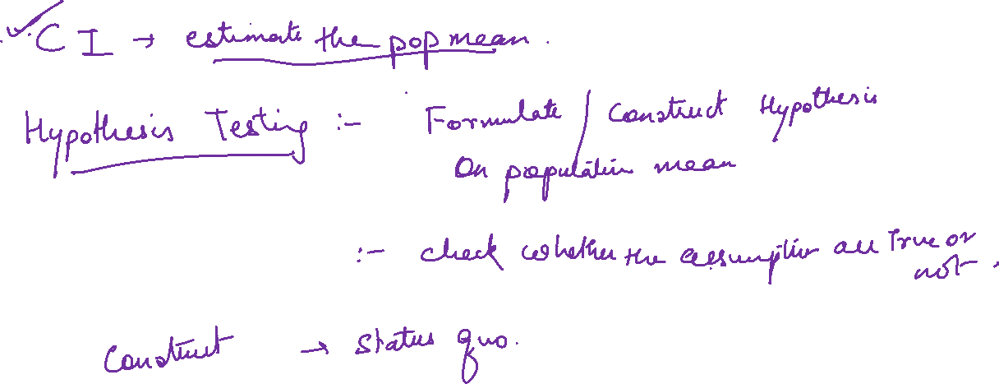 ✓ C I → estimate the pop mean.
Hypothesis Testing :- Formulate / Construct Hypothesis
On population mean
:- check whether the assumption are True or
not.
Construct → Status quo.